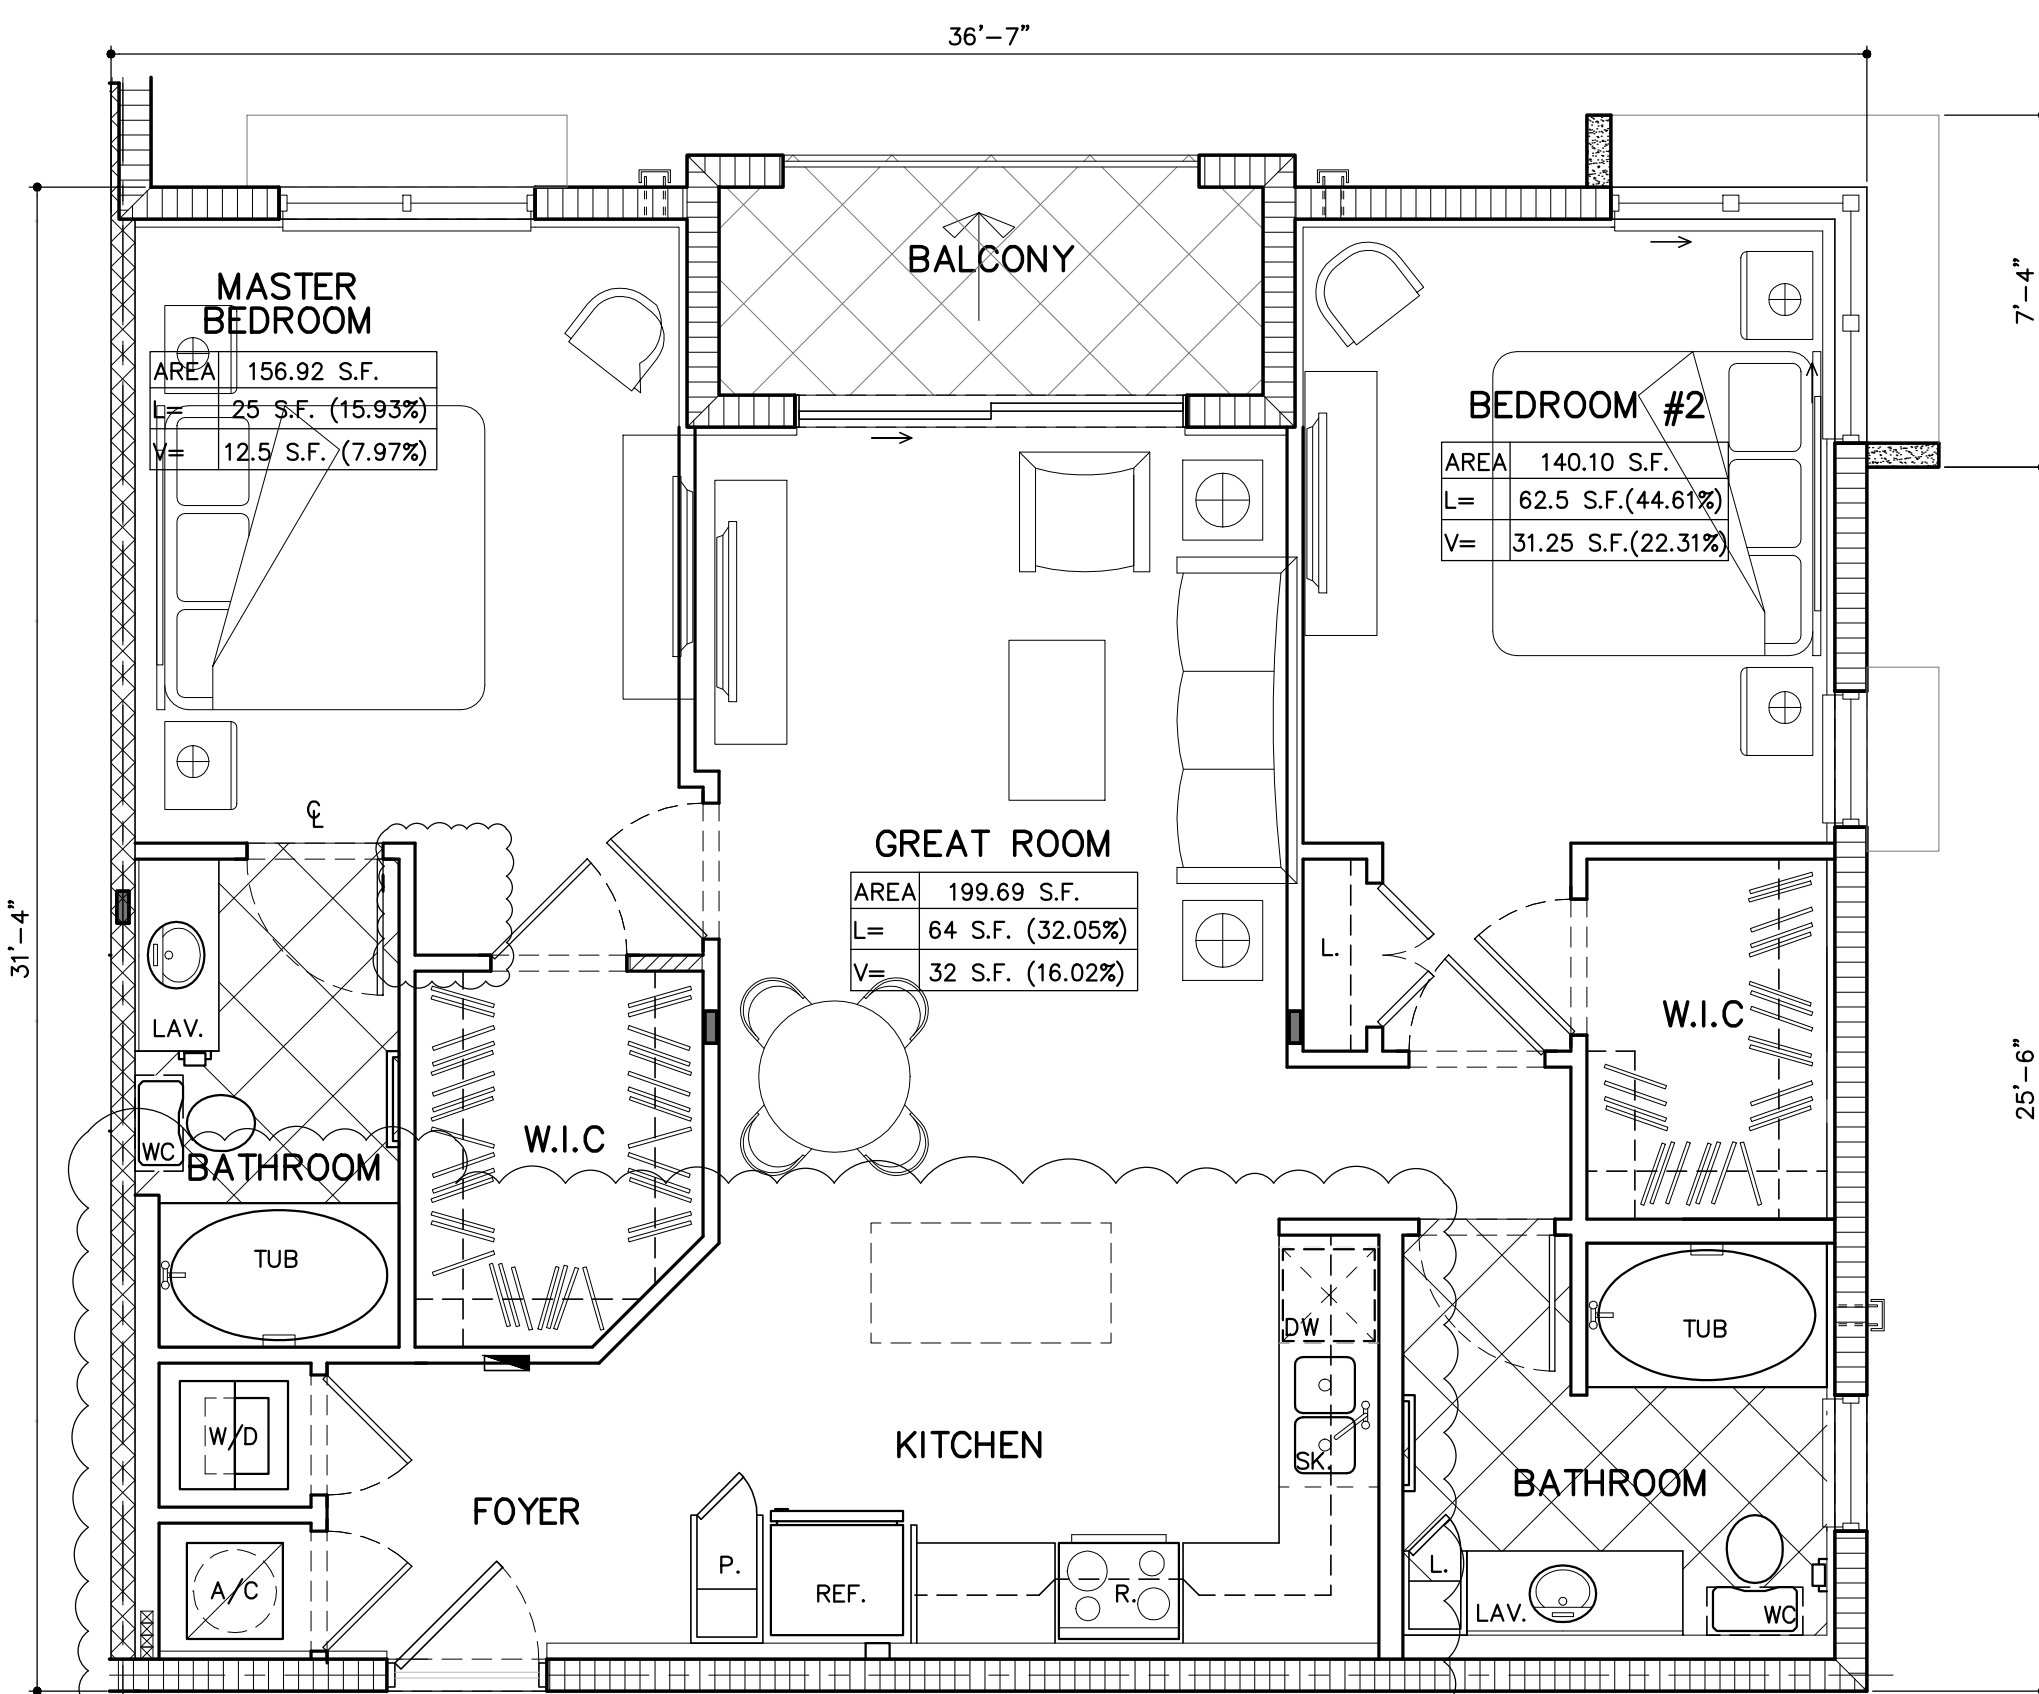 36'-7"
7'-4"
31'-4"
25'-6"
MASTER
BEDROOM
AREA 156.92 S.F.
L= 25 S.F. (15.93%)
V= 12.5 S.F. (7.97%)
BALCONY
BEDROOM #2
AREA 140.10 S.F.
L= 62.5 S.F.(44.61%)
V= 31.25 S.F.(22.31%)
℄
GREAT ROOM
AREA 199.69 S.F.
L= 64 S.F. (32.05%)
V= 32 S.F. (16.02%)
L.
W.I.C
LAV.
WC
BATHROOM
W.I.C
TUB
DW
TUB
W/D
KITCHEN
SK.
BATHROOM
FOYER
A/C
P.
REF.
R.
L.
LAV.
WC